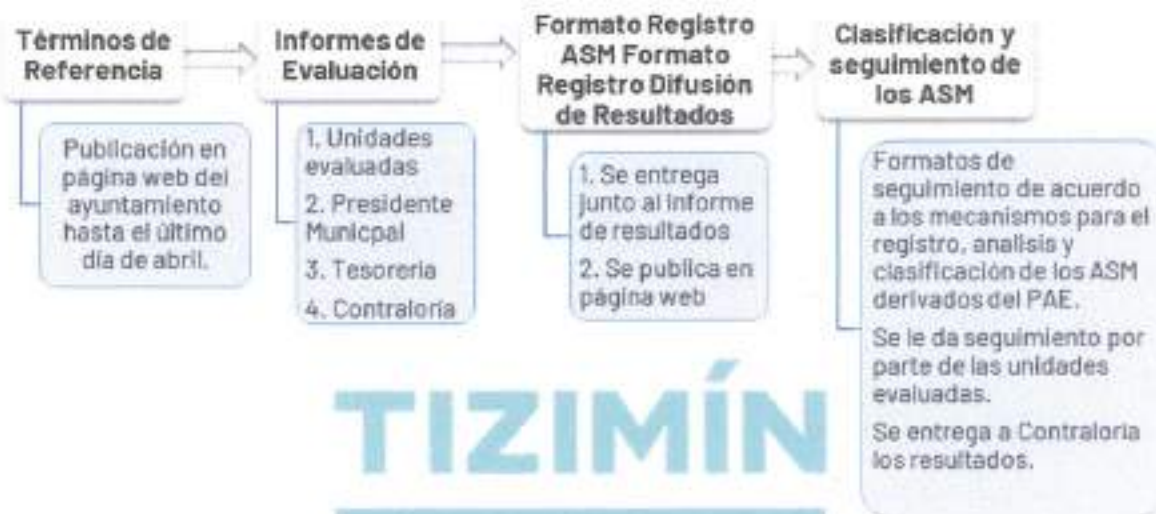 Términos de
Referencia
Publicación en
página web del
ayuntamiento
hasta el último
día de abril.
Informes de
Evaluación
1. Unidades
evaluadas
2. Presidente
Municpal
3. Tesorería
4. Contraloría
Formato Registro
ASM Formato
Registro Difusión
de Resultados
1. Se entrega
junto al informe
de resultados
2. Se publica en
página web
Clasificación y
seguimiento de
los ASM
Formatos de
seguimiento de acuerdo
a los mecanismos para el
registro, analisis y
clasificación de los ASM
derivados del PAE.
Se le da seguimiento por
parte de las unidades
evaluadas.
Se entrega a Contraloría
los resultados.
TIZIMÍN